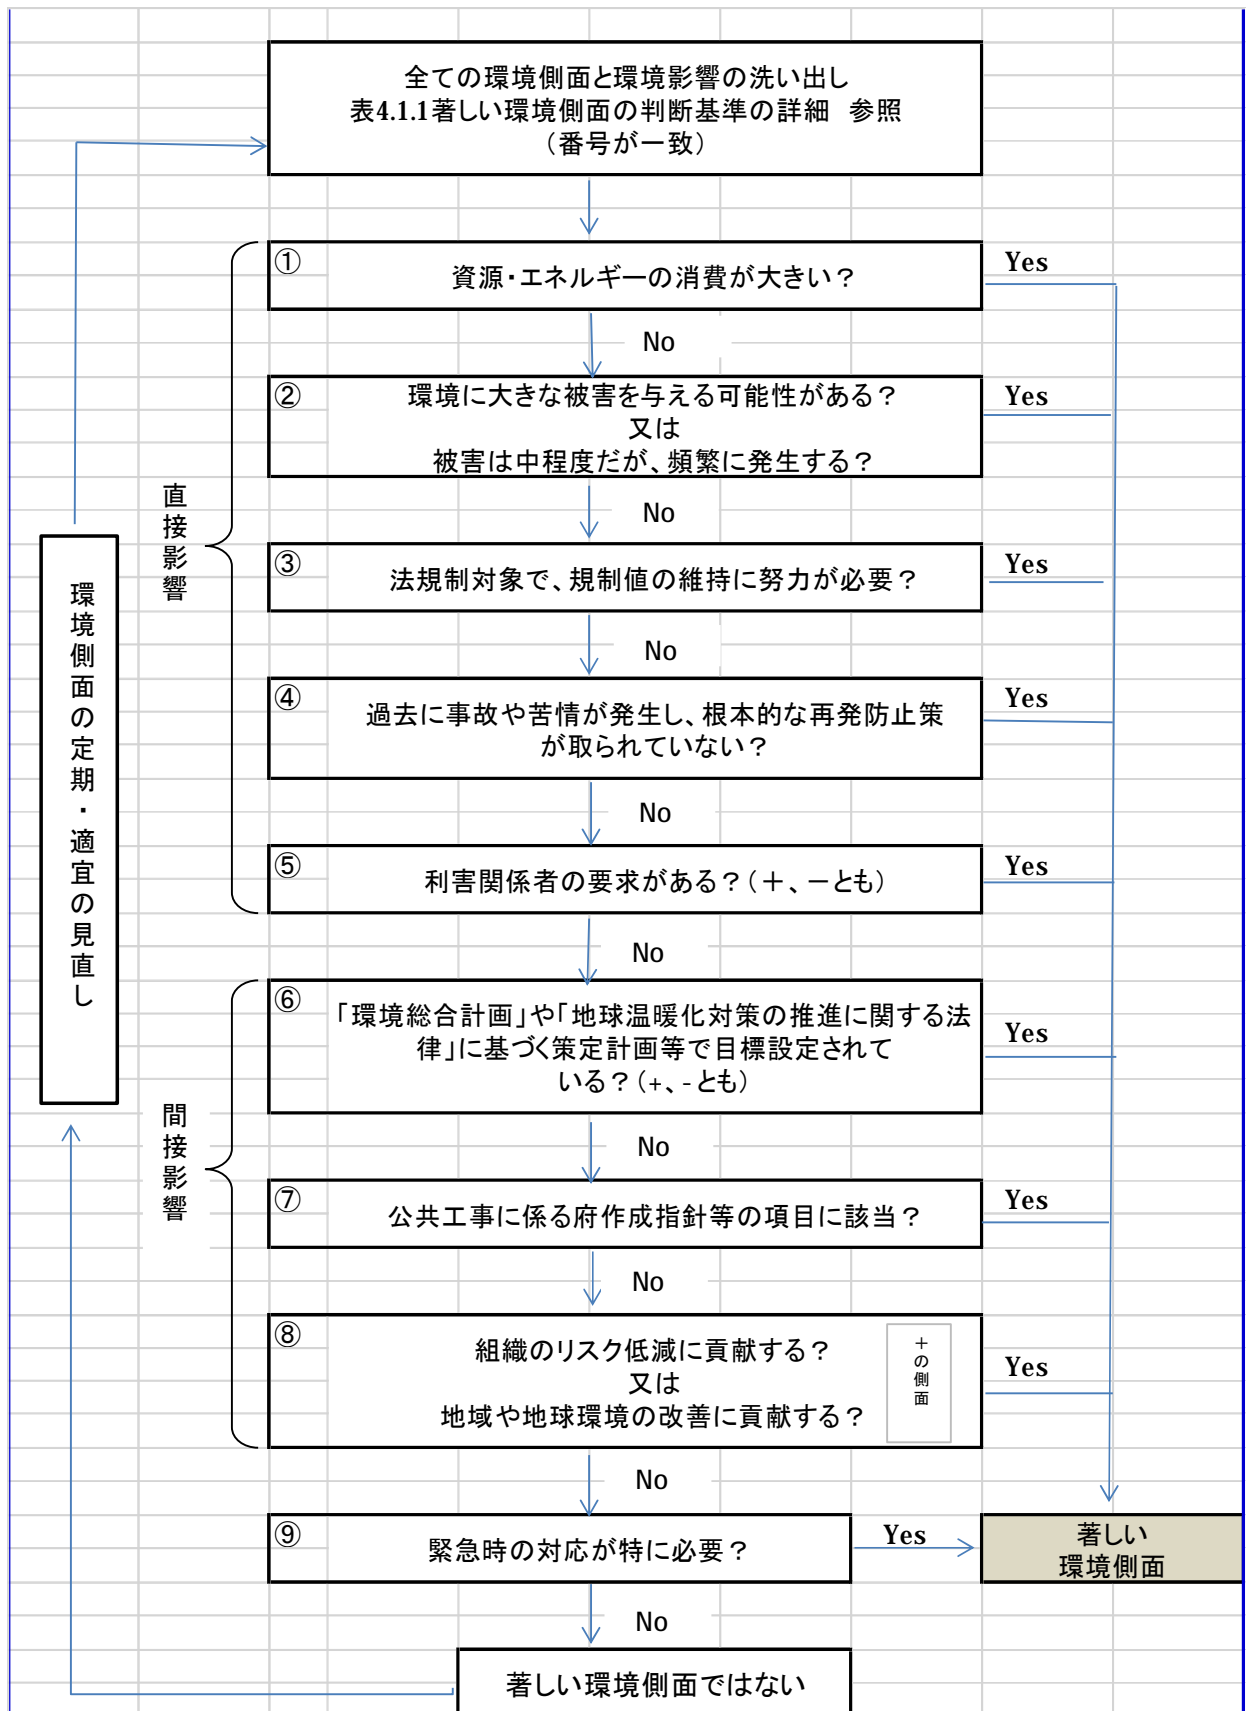 全ての環境側面と環境影響の洗い出し
表4.1.1著しい環境側面の判断基準の詳細 参照
（番号が一致）
① 資源・エネルギーの消費が大きい？
Yes
No
② 環境に大きな被害を与える可能性がある？
又は
被害は中程度だが、頻繁に発生する？
Yes
No
直接影響
③ 法規制対象で、規制値の維持に努力が必要？
Yes
No
環境側面の定期・適宜の見直し
④ 過去に事故や苦情が発生し、根本的な再発防止策
が取られていない？
Yes
No
⑤ 利害関係者の要求がある？（＋、－とも）
Yes
No
⑥ 「環境総合計画」や「地球温暖化対策の推進に関する法
律」に基づく策定計画等で目標設定されて
いる？（+、-とも）
Yes
No
間接影響
⑦ 公共工事に係る府作成指針等の項目に該当？
Yes
No
⑧ 組織のリスク低減に貢献する？
又は
地域や地球環境の改善に貢献する？
＋の側面
Yes
No
⑨ 緊急時の対応が特に必要？
Yes
著しい
環境側面
No
著しい環境側面ではない